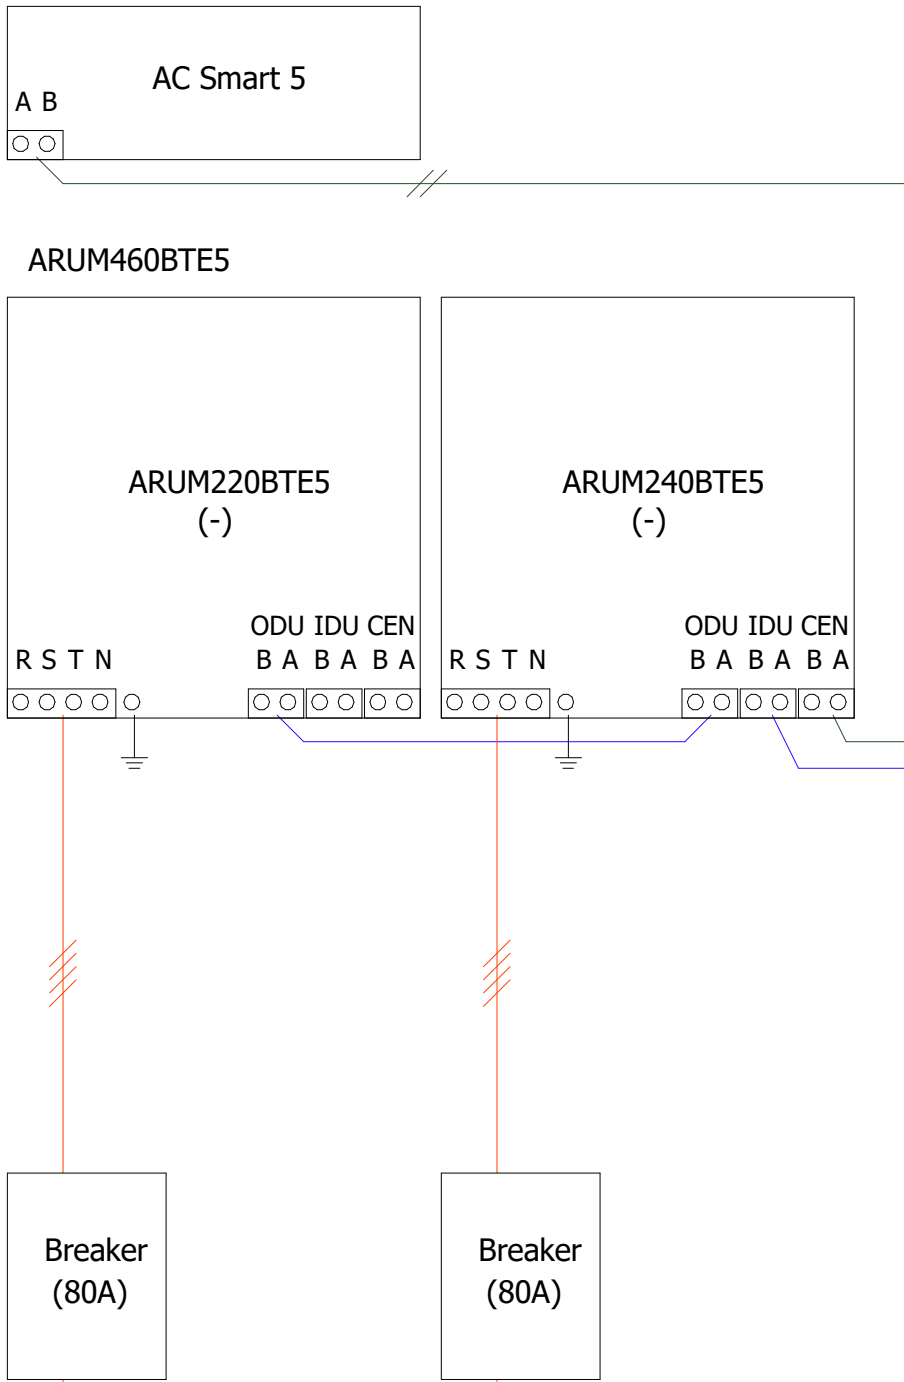 AC Smart 5
A B
ARUM460BTE5
ARUM220BTE5
(-)
ARUM240BTE5
(-)
ODU IDU CEN
R S T N B A B A B A
ODU IDU CEN
R S T N B A B A B A
Breaker
(80A)
Breaker
(80A)